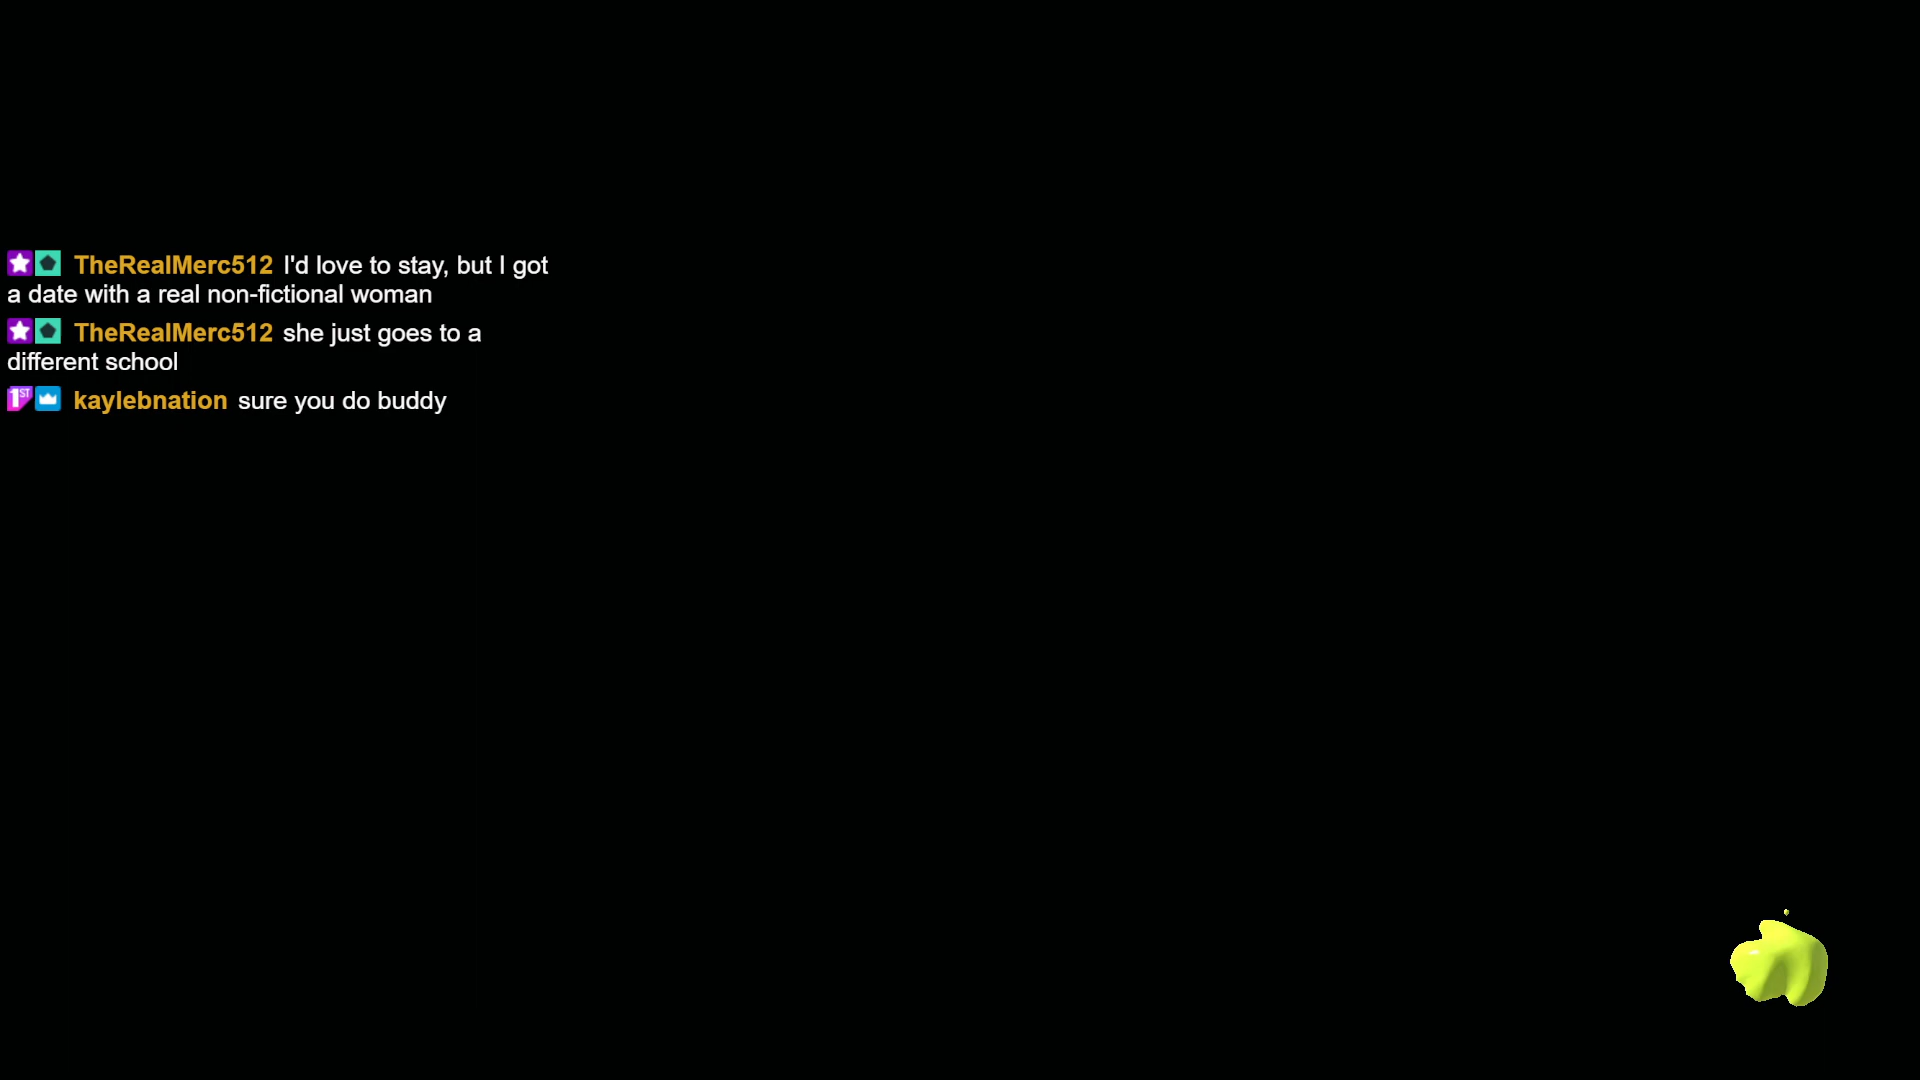 TheRealMerc512 I'd love to stay, but I got
a date with a real non-fictional woman
TheRealMerc512 she just goes to a
different school
1ST kaylebnation sure you do buddy